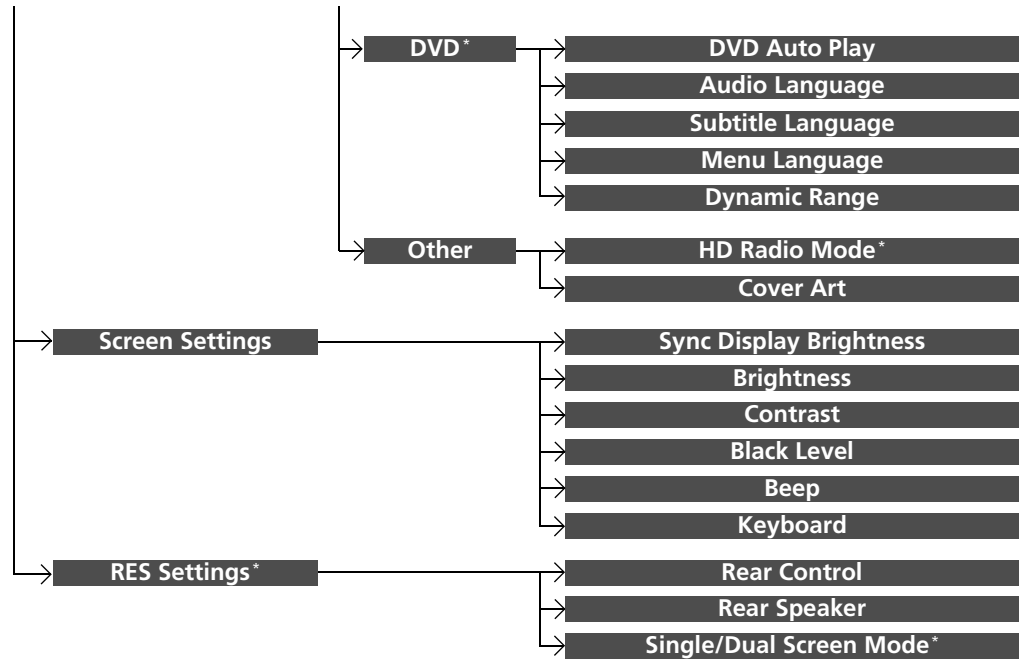 DVD*
DVD Auto Play
Audio Language
Subtitle Language
Menu Language
Dynamic Range
Other
HD Radio Mode*
Cover Art
Screen Settings
Sync Display Brightness
Brightness
Contrast
Black Level
Beep
Keyboard
RES Settings*
Rear Control
Rear Speaker
Single/Dual Screen Mode*